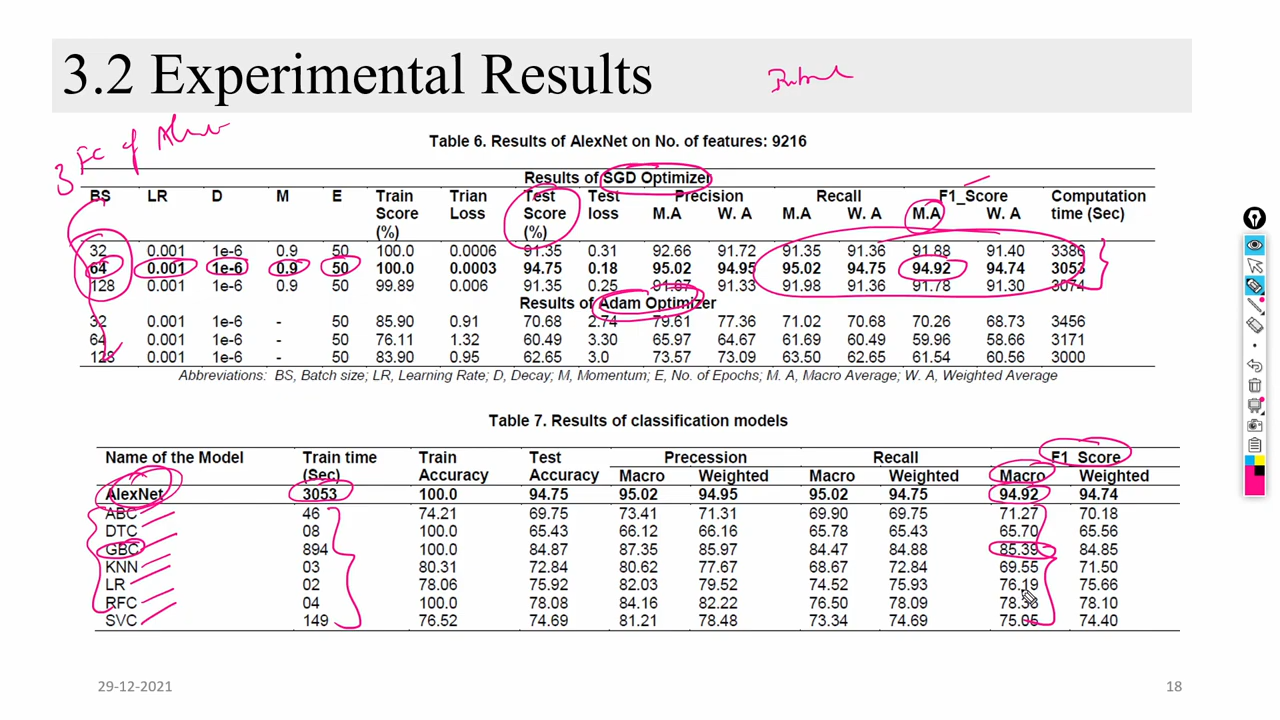 3.2 Experimental Results
3 FC of Alex
Table 6. Results of AlexNet on No. of features: 9216
Results of SGD Optimizer
BS LR D M E Train Score (%) Trian Loss Test Score (%) Test loss Precision Recall F1_Score Computation time (Sec)
M.A W. A M.A W. A M.A W. A
32 0.001 1e-6 0.9 50 100.0 0.0006 91.35 0.31 92.66 91.72 91.35 91.36 91.88 91.40 3386
64 0.001 1e-6 0.9 50 100.0 0.0003 94.75 0.18 95.02 94.95 95.02 94.75 94.92 94.74 3053
128 0.001 1e-6 0.9 50 99.89 0.006 91.35 0.25 91.87 91.33 91.98 91.36 91.78 91.30 3074
Results of Adam Optimizer
32 0.001 1e-6 - 50 85.90 0.91 70.68 2.74 79.61 77.36 71.02 70.68 70.26 68.73 3456
64 0.001 1e-6 - 50 76.11 1.32 60.49 3.30 65.97 64.67 61.69 60.49 59.96 58.66 3171
128 0.001 1e-6 - 50 83.90 0.95 62.65 3.0 73.57 73.09 63.50 62.65 61.54 60.56 3000
Abbreviations: BS, Batch size; LR, Learning Rate; D, Decay; M, Momentum; E, No. of Epochs; M. A, Macro Average; W. A, Weighted Average
Table 7. Results of classification models
Name of the Model Train time (Sec) Train Accuracy Test Accuracy Precession Recall F1_Score
Macro Weighted Macro Weighted Macro Weighted
AlexNet 3053 100.0 94.75 95.02 94.95 95.02 94.75 94.92 94.74
ABC 46 74.21 69.75 73.41 71.31 69.90 69.75 71.27 70.18
DTC 08 100.0 65.43 66.12 66.16 65.78 65.43 65.70 65.56
GBC 894 100.0 84.87 87.35 85.97 84.47 84.88 85.39 84.85
KNN 03 80.31 72.84 80.62 77.67 68.67 72.84 69.55 71.50
LR 02 78.06 75.92 82.03 79.52 74.52 75.93 76.19 75.66
RFC 04 100.0 78.08 84.16 82.22 76.50 78.09 78.38 78.10
SVC 149 76.52 74.69 81.21 78.48 73.34 74.69 75.05 74.40
29-12-2021
18